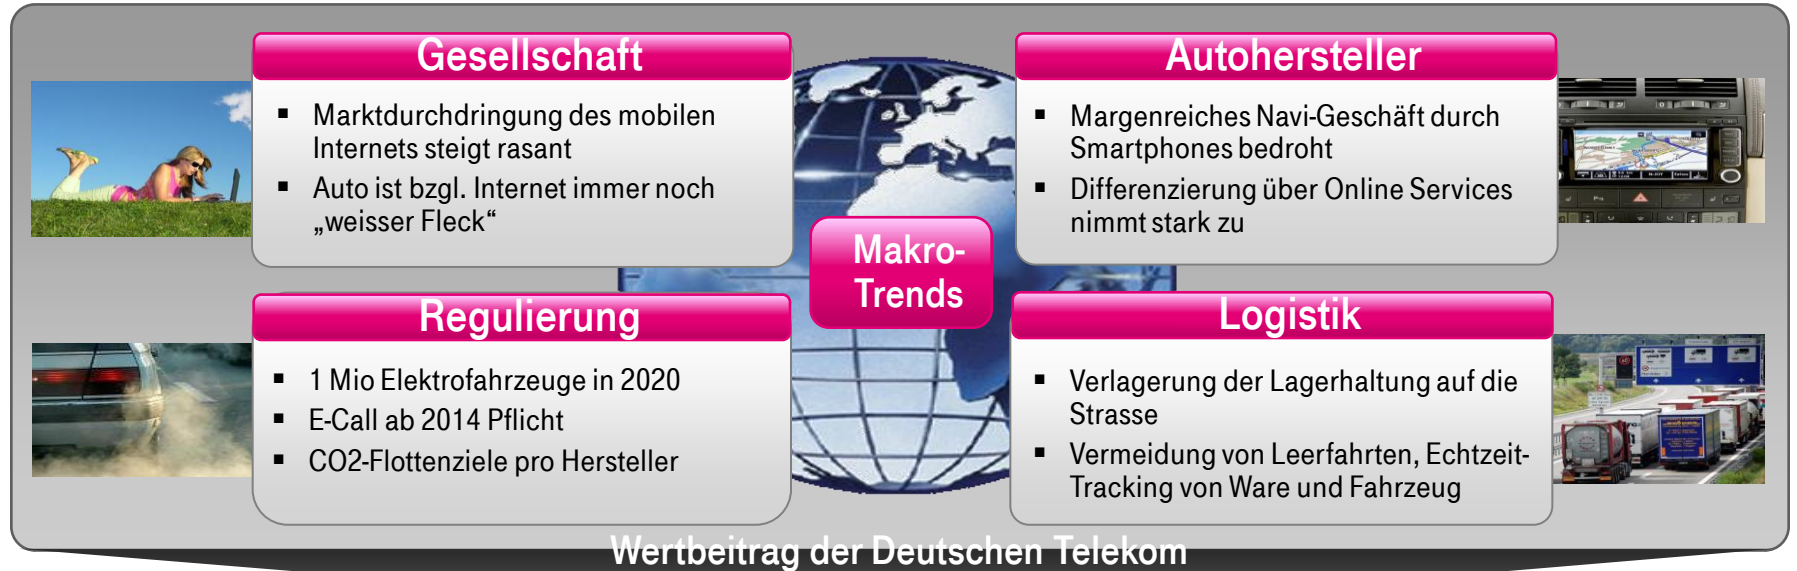 Gesellschaft
▪ Marktdurchdringung des mobilen
Internets steigt rasant
▪ Auto ist bzgl. Internet immer noch
„weisser Fleck“
Autohersteller
▪ Margenreiches Navi-Geschäft durch
Smartphones bedroht
▪ Differenzierung über Online Services
nimmt stark zu
Makro-
Trends
Regulierung
▪ 1 Mio Elektrofahrzeuge in 2020
▪ E-Call ab 2014 Pflicht
▪ CO2-Flottenziele pro Hersteller
Logistik
▪ Verlagerung der Lagerhaltung auf die
Strasse
▪ Vermeidung von Leerfahrten, Echtzeit-
Tracking von Ware und Fahrzeug
Wertbeitrag der Deutschen Telekom